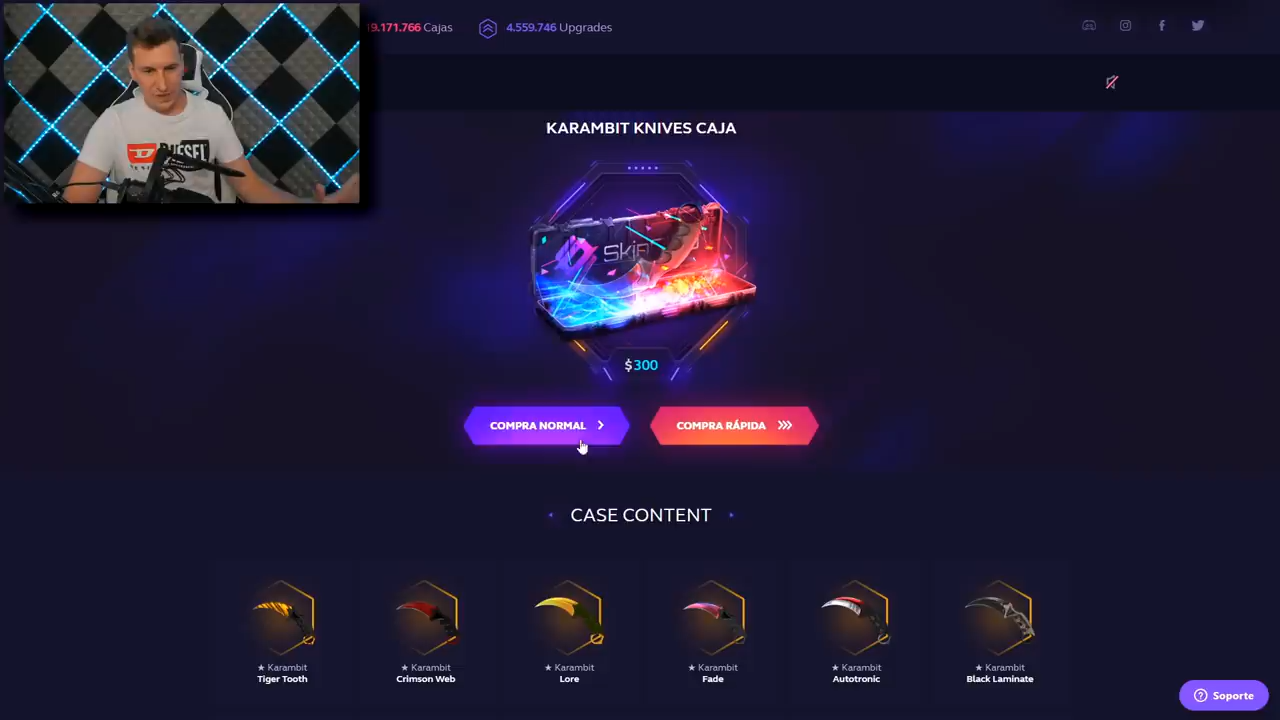 19.171.766 Cajas
4.559.746 Upgrades
DIESEL
KARAMBIT KNIVES CAJA
$300
COMPRA NORMAL
COMPRA RÁPIDA
CASE CONTENT
★ Karambit
Tiger Tooth
★ Karambit
Crimson Web
★ Karambit
Lore
★ Karambit
Fade
★ Karambit
Autotronic
★ Karambit
Black Laminate
Soporte